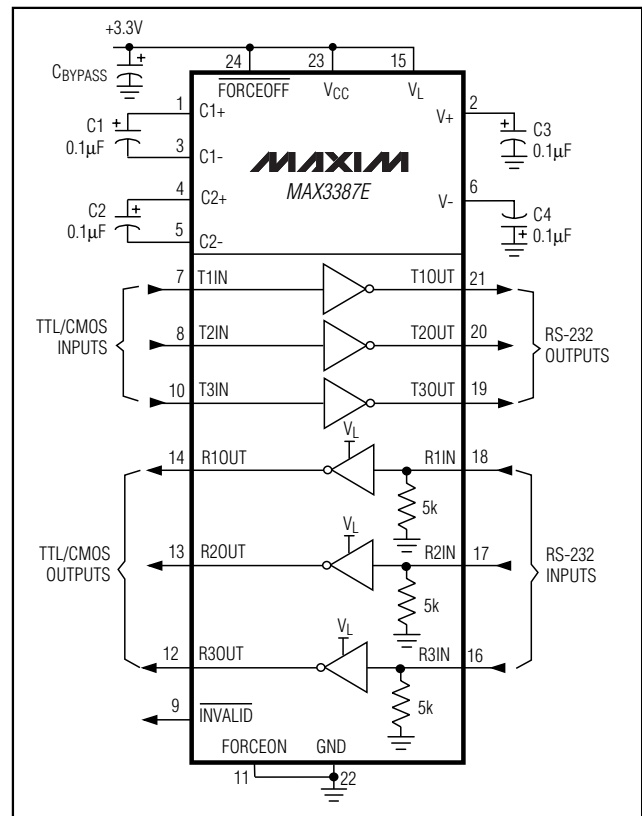 +3.3V
CBYPASS
24 23 15
FORCEOFF VCC VL
1 C1+ V+ 2
C1 0.1µF
3 C1-
C3 0.1µF
MAXIM
MAX3387E
4 C2+ V- 6
C2 0.1µF
5 C2-
C4 0.1µF
7 T1IN T1OUT 21
TTL/CMOS INPUTS
8 T2IN T2OUT 20
RS-232 OUTPUTS
10 T3IN T3OUT 19
VL
14 R1OUT R1IN 18
5k
VL
TTL/CMOS OUTPUTS
13 R2OUT R2IN 17
RS-232 INPUTS
5k
VL
12 R3OUT R3IN 16
5k
9 INVALID
FORCEON GND
11 22